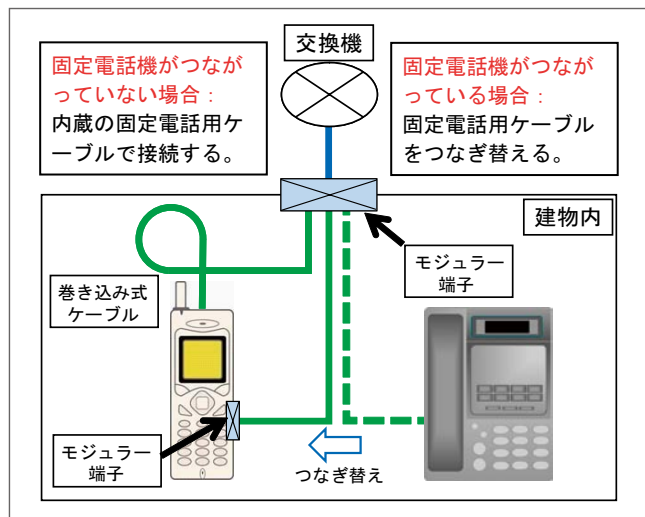 交換機
固定電話機がつなが
っていない場合：
内蔵の固定電話用ケ
ーブルで接続する。
固定電話機がつなが
っている場合：
固定電話用ケーブル
をつなぎ替える。
建物内
モジュラー
端子
巻き込み式
ケーブル
モジュラー
端子
つなぎ替え